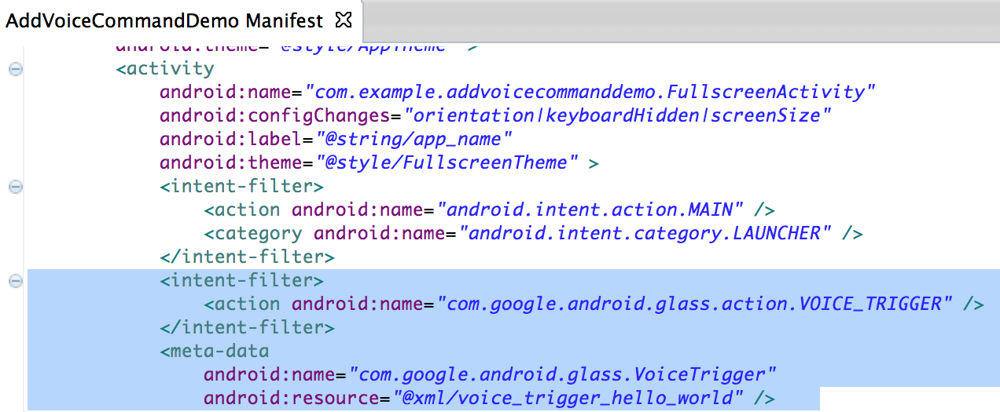 AddVoiceCommandDemo Manifest
android:theme="@style/AppTheme" >
<activity
android:name="com.example.addvoicecommanddemo.FullscreenActivity"
android:configChanges="orientation|keyboardHidden|screenSize"
android:label="@string/app_name"
android:theme="@style/FullscreenTheme" >
<intent-filter>
<action android:name="android.intent.action.MAIN" />
<category android:name="android.intent.category.LAUNCHER" />
</intent-filter>
<intent-filter>
<action android:name="com.google.android.glass.action.VOICE_TRIGGER" />
</intent-filter>
<meta-data
android:name="com.google.android.glass.VoiceTrigger"
android:resource="@xml/voice_trigger_hello_world" />